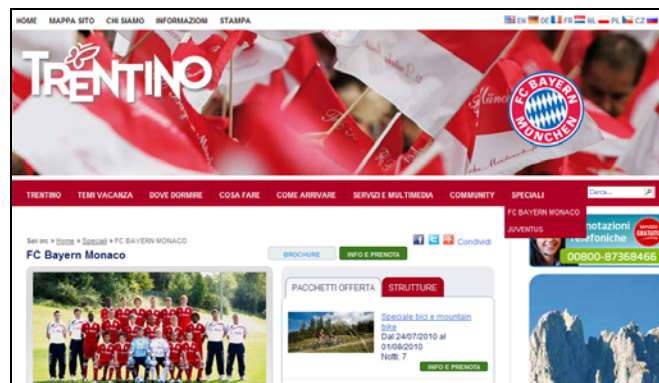 HOME MAPPA SITO CHI SIAMO INFORMAZIONI STAMPA
EN DE FR NL PL CZ
TRENTINO
FC BAYERN
MÜNCHEN
TRENTINO TEMI VACANZA DOVE DORMIRE COSA FARE COME ARRIVARE SERVIZI E MULTIMEDIA COMMUNITY SPECIALI Cerca...
FC BAYERN MONACO
JUVENTUS
Sei in: » Home » Speciali » FC BAYERN MONACO
Condividi
FC Bayern Monaco
BROCHURE
INFO E PRENOTA
notazioni
Telefoniche
Servizio
GRATUITO
00800-87368466
PACCHETTI OFFERTA STRUTTURE
Speciale bici e mountain
bike
Dal 24/07/2010 al
01/08/2010
Notti: 7
INFO E PRENOTA